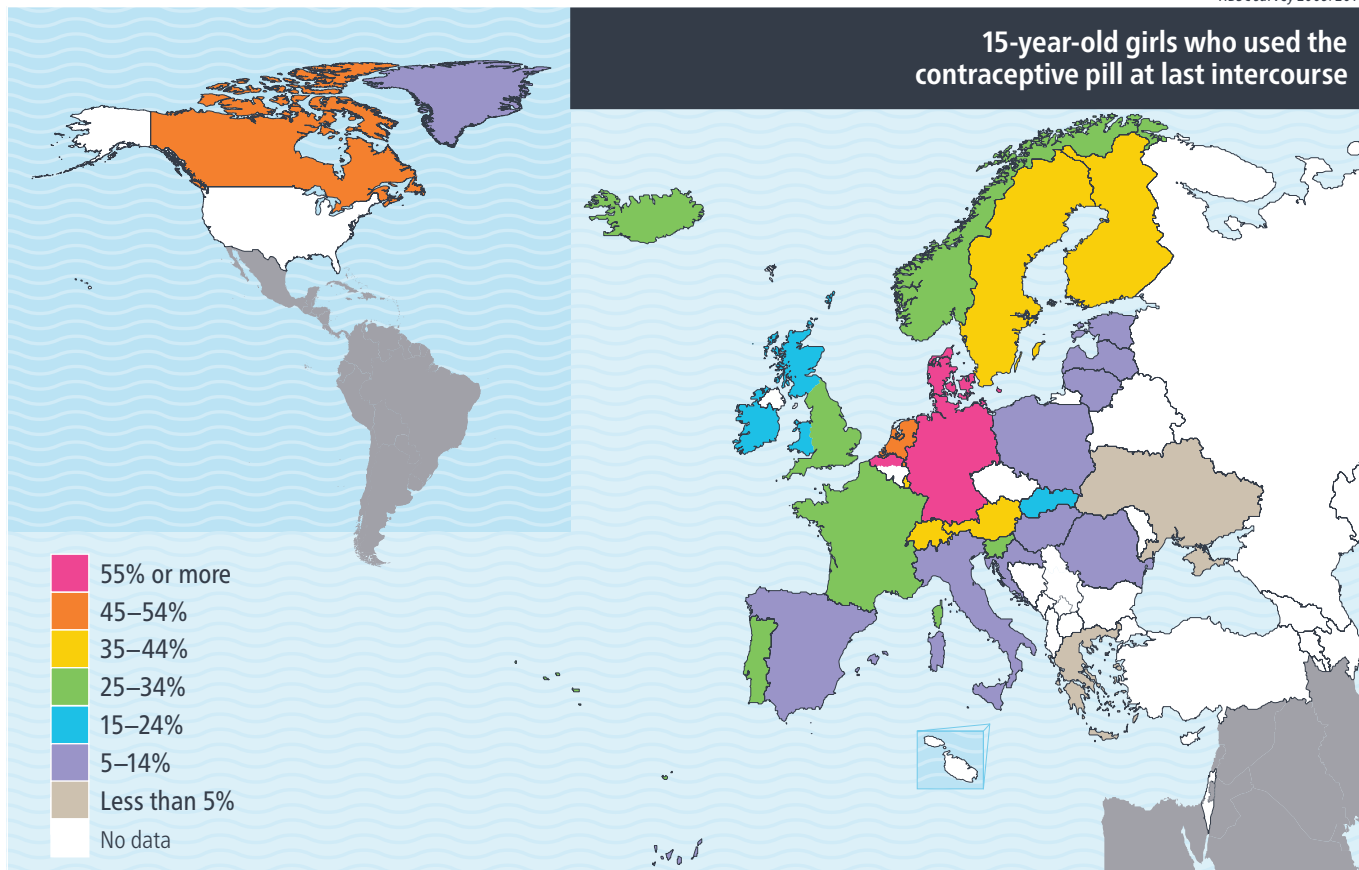 15-year-old girls who used the
contraceptive pill at last intercourse
55% or more
45–54%
35–44%
25–34%
15–24%
5–14%
Less than 5%
No data